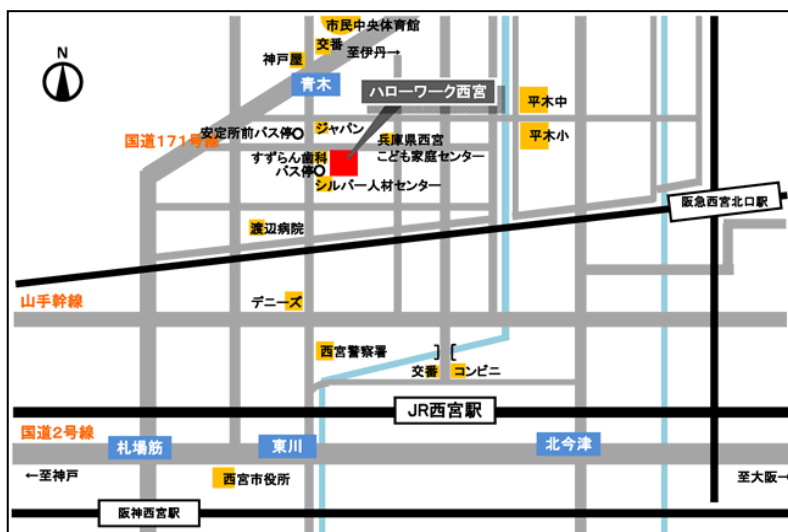 市民中央体育館
交番
至伊丹→
神戸屋
N
青木
ハローワーク西宮
平木中
国道171号線
安定所前バス停
ジャパン
兵庫県西宮
こども家庭センター
平木小
すずらん歯科
バス停
シルバー人材センター
阪急西宮北口駅
渡辺病院
山手幹線
デニーズ
西宮警察署
交番
コンビニ
JR西宮駅
国道2号線
札場筋
東川
北今津
←至神戸
西宮市役所
至大阪→
阪神西宮駅